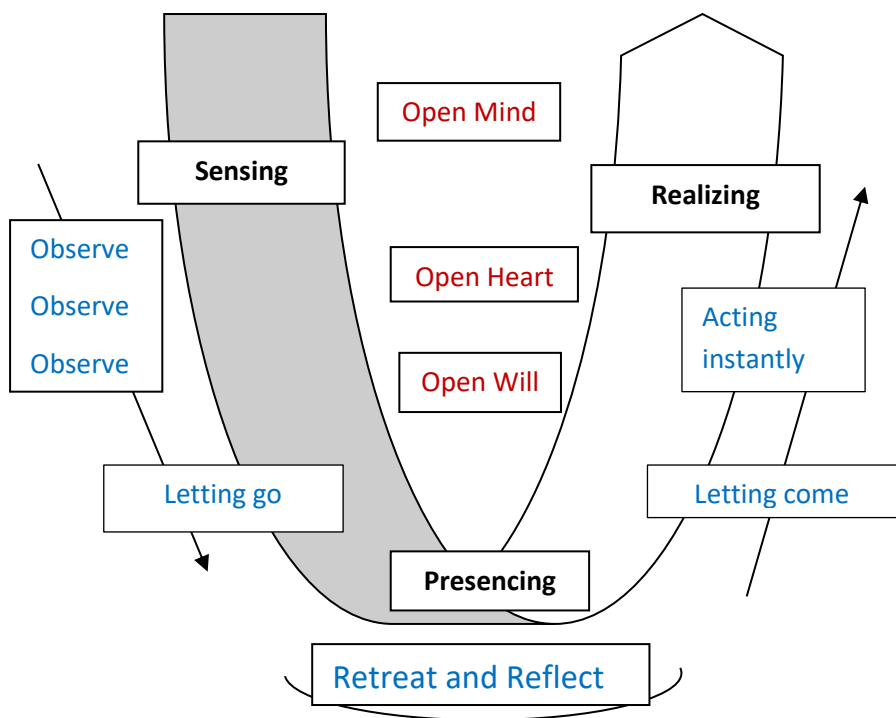 Open Mind
Sensing
Realizing
Observe
Observe
Observe
Open Heart
Acting
instantly
Open Will
Letting go
Letting come
Presencing
Retreat and Reflect